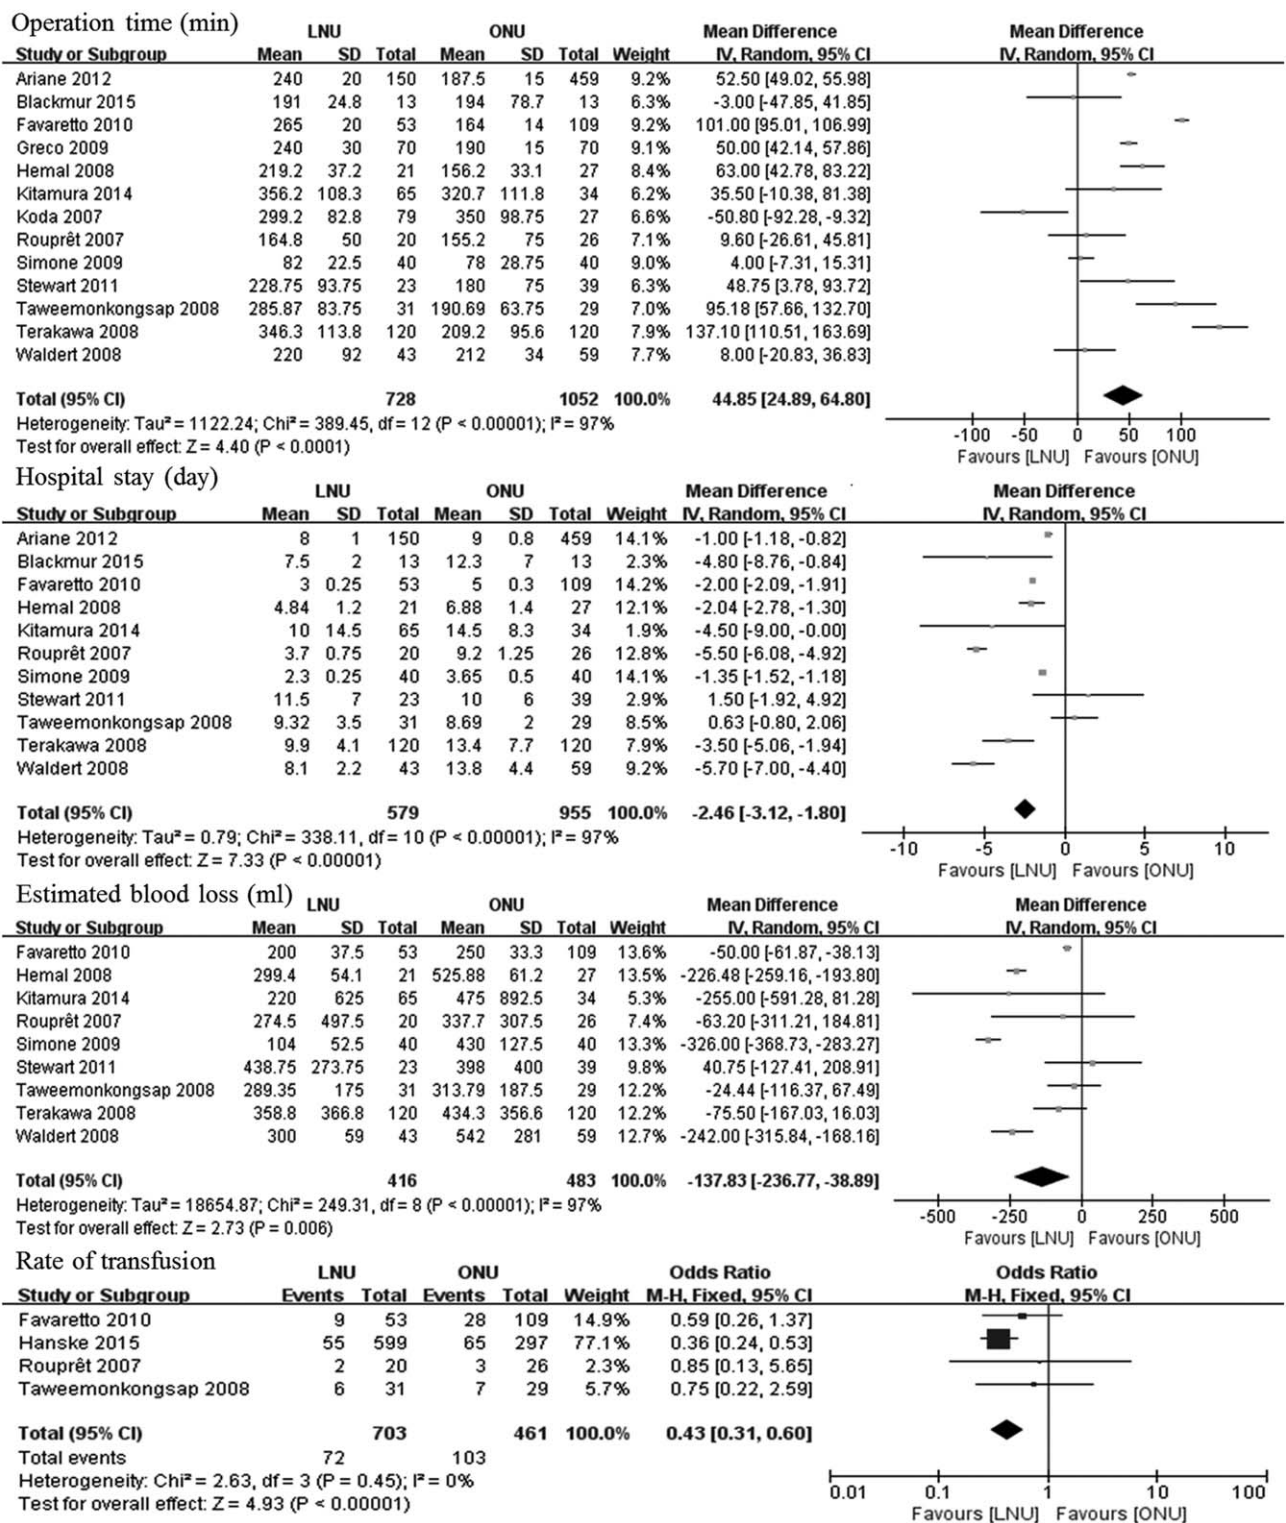 Operation time (min)
LNU ONU Mean Difference Mean Difference
Study or Subgroup Mean SD Total Mean SD Total Weight IV, Random, 95% CI IV, Random, 95% CI
Ariane 2012 240 20 150 187.5 15 459 9.2% 52.50 [49.02, 55.98]
Blackmur 2015 191 24.8 13 194 78.7 13 6.3% -3.00 [-47.85, 41.85]
Favaretto 2010 265 20 53 164 14 109 9.2% 101.00 [95.01, 106.99]
Greco 2009 240 30 70 190 15 70 9.1% 50.00 [42.14, 57.86]
Hemal 2008 219.2 37.2 21 156.2 33.1 27 8.4% 63.00 [42.78, 83.22]
Kitamura 2014 356.2 108.3 65 320.7 111.8 34 6.2% 35.50 [-10.38, 81.38]
Koda 2007 299.2 82.8 79 350 98.75 27 6.6% -50.80 [-92.28, -9.32]
Rouprêt 2007 164.8 50 20 155.2 75 26 7.1% 9.60 [-26.61, 45.81]
Simone 2009 82 22.5 40 78 28.75 40 9.0% 4.00 [-7.31, 15.31]
Stewart 2011 228.75 93.75 23 180 75 39 6.3% 48.75 [3.78, 93.72]
Taweemonkongsap 2008 285.87 83.75 31 190.69 63.75 29 7.0% 95.18 [57.66, 132.70]
Terakawa 2008 346.3 113.8 120 209.2 95.6 120 7.9% 137.10 [110.51, 163.69]
Waldert 2008 220 92 43 212 34 59 7.7% 8.00 [-20.83, 36.83]
Total (95% CI) 728 1052 100.0% 44.85 [24.89, 64.80]
Heterogeneity: Tau² = 1122.24; Chi² = 389.45, df = 12 (P < 0.00001); I² = 97%
Test for overall effect: Z = 4.40 (P < 0.0001)
-100 -50 0 50 100
Favours [LNU] Favours [ONU]
Hospital stay (day)
LNU ONU Mean Difference Mean Difference
Study or Subgroup Mean SD Total Mean SD Total Weight IV, Random, 95% CI IV, Random, 95% CI
Ariane 2012 8 1 150 9 0.8 459 14.1% -1.00 [-1.18, -0.82]
Blackmur 2015 7.5 2 13 12.3 7 13 2.3% -4.80 [-8.76, -0.84]
Favaretto 2010 3 0.25 53 5 0.3 109 14.2% -2.00 [-2.09, -1.91]
Hemal 2008 4.84 1.2 21 6.88 1.4 27 12.1% -2.04 [-2.78, -1.30]
Kitamura 2014 10 14.5 65 14.5 8.3 34 1.9% -4.50 [-9.00, -0.00]
Rouprêt 2007 3.7 0.75 20 9.2 1.25 26 12.8% -5.50 [-6.08, -4.92]
Simone 2009 2.3 0.25 40 3.65 0.5 40 14.1% -1.35 [-1.52, -1.18]
Stewart 2011 11.5 7 23 10 6 39 2.9% 1.50 [-1.92, 4.92]
Taweemonkongsap 2008 9.32 3.5 31 8.69 2 29 8.5% 0.63 [-0.80, 2.06]
Terakawa 2008 9.9 4.1 120 13.4 7.7 120 7.9% -3.50 [-5.06, -1.94]
Waldert 2008 8.1 2.2 43 13.8 4.4 59 9.2% -5.70 [-7.00, -4.40]
Total (95% CI) 579 955 100.0% -2.46 [-3.12, -1.80]
Heterogeneity: Tau² = 0.79; Chi² = 338.11, df = 10 (P < 0.00001); I² = 97%
Test for overall effect: Z = 7.33 (P < 0.00001)
-10 -5 0 5 10
Favours [LNU] Favours [ONU]
Estimated blood loss (ml)
LNU ONU Mean Difference Mean Difference
Study or Subgroup Mean SD Total Mean SD Total Weight IV, Random, 95% CI IV, Random, 95% CI
Favaretto 2010 200 37.5 53 250 33.3 109 13.6% -50.00 [-61.87, -38.13]
Hemal 2008 299.4 54.1 21 525.88 61.2 27 13.5% -226.48 [-259.16, -193.80]
Kitamura 2014 220 625 65 475 892.5 34 5.3% -255.00 [-591.28, 81.28]
Rouprêt 2007 274.5 497.5 20 337.7 307.5 26 7.4% -63.20 [-311.21, 184.81]
Simone 2009 104 52.5 40 430 127.5 40 13.3% -326.00 [-368.73, -283.27]
Stewart 2011 438.75 273.75 23 398 400 39 9.8% 40.75 [-127.41, 208.91]
Taweemonkongsap 2008 289.35 175 31 313.79 187.5 29 12.2% -24.44 [-116.37, 67.49]
Terakawa 2008 358.8 366.8 120 434.3 356.6 120 12.2% -75.50 [-167.03, 16.03]
Waldert 2008 300 59 43 542 281 59 12.7% -242.00 [-315.84, -168.16]
Total (95% CI) 416 483 100.0% -137.83 [-236.77, -38.89]
Heterogeneity: Tau² = 18654.87; Chi² = 249.31, df = 8 (P < 0.00001); I² = 97%
Test for overall effect: Z = 2.73 (P = 0.006)
-500 -250 0 250 500
Favours [LNU] Favours [ONU]
Rate of transfusion
LNU ONU Odds Ratio Odds Ratio
Study or Subgroup Events Total Events Total Weight M-H, Fixed, 95% CI M-H, Fixed, 95% CI
Favaretto 2010 9 53 28 109 14.9% 0.59 [0.26, 1.37]
Hanske 2015 55 599 65 297 77.1% 0.36 [0.24, 0.53]
Rouprêt 2007 2 20 3 26 2.3% 0.85 [0.13, 5.65]
Taweemonkongsap 2008 6 31 7 29 5.7% 0.75 [0.22, 2.59]
Total (95% CI) 703 461 100.0% 0.43 [0.31, 0.60]
Total events 72 103
Heterogeneity: Chi² = 2.63, df = 3 (P = 0.45); I² = 0%
Test for overall effect: Z = 4.93 (P < 0.00001)
0.01 0.1 1 10 100
Favours [LNU] Favours [ONU]